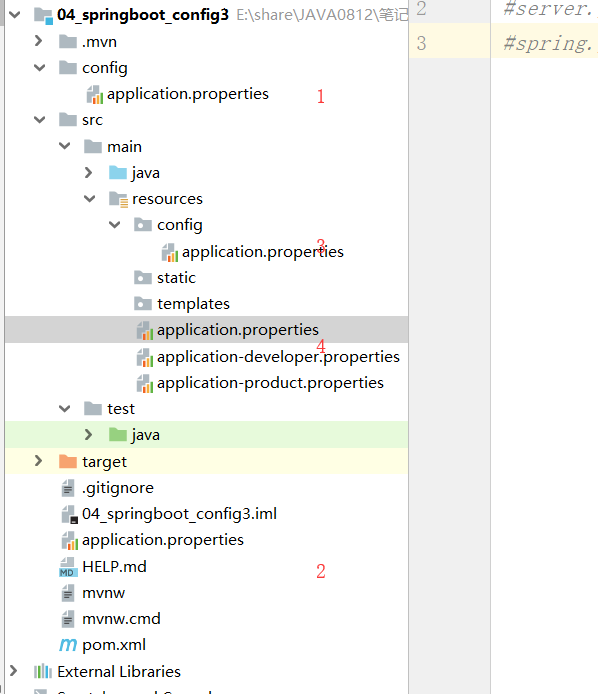 04_springboot_config3 E:\share\JAVA0812\笔记
2 #server.
.mvn
3 #spring.
config
application.properties 1
src
main
java
resources
config
application.properties 3
static
templates
application.properties
4
application-developer.properties
application-product.properties
test
java
target
.gitignore
04_springboot_config3.iml
application.properties
HELP.md 2
mvnw
mvnw.cmd
pom.xml
External Libraries